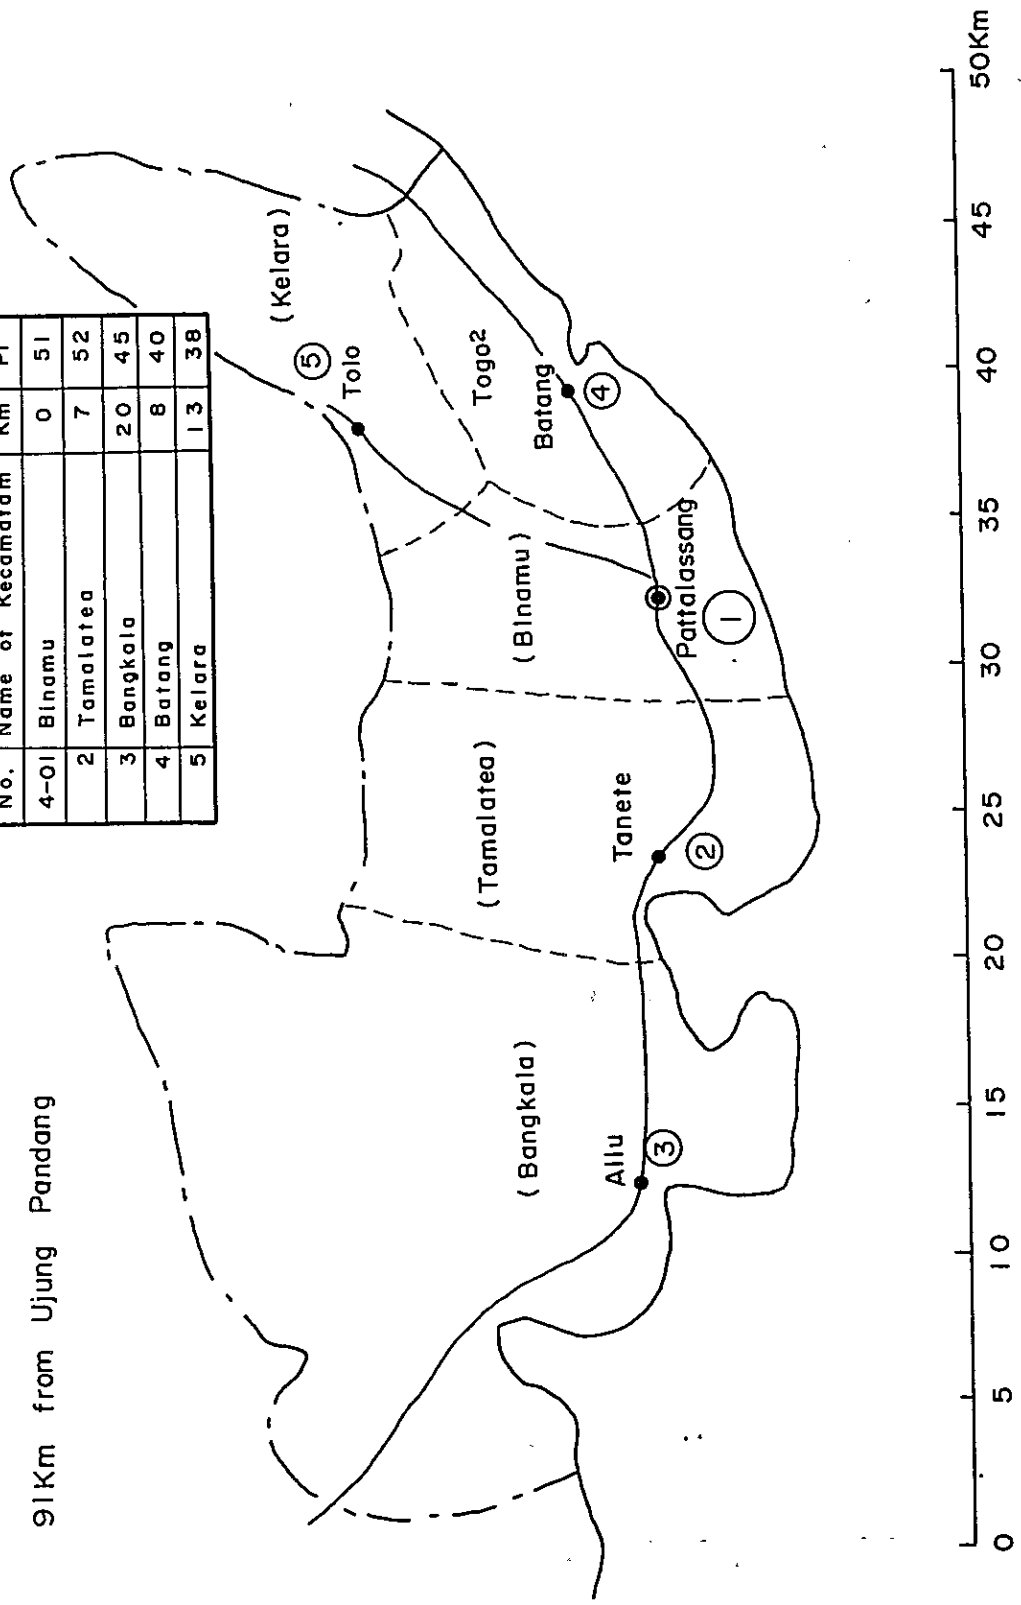 91Km from Ujung Pandang
No. Name of Kecamatam Km Pl
4-01 Binamu 0 51
2 Tamalatea 7 52
3 Bangkala 20 45
4 Batang 8 40
5 Kelara 13 38
(Kelara)
5
Tolo
Togo2
Batang
4
(Binamu)
Pattalassang
1
(Tamalatea)
Tanete
2
(Bangkala)
Allu
3
0 5 10 15 20 25 30 35 40 45 50Km